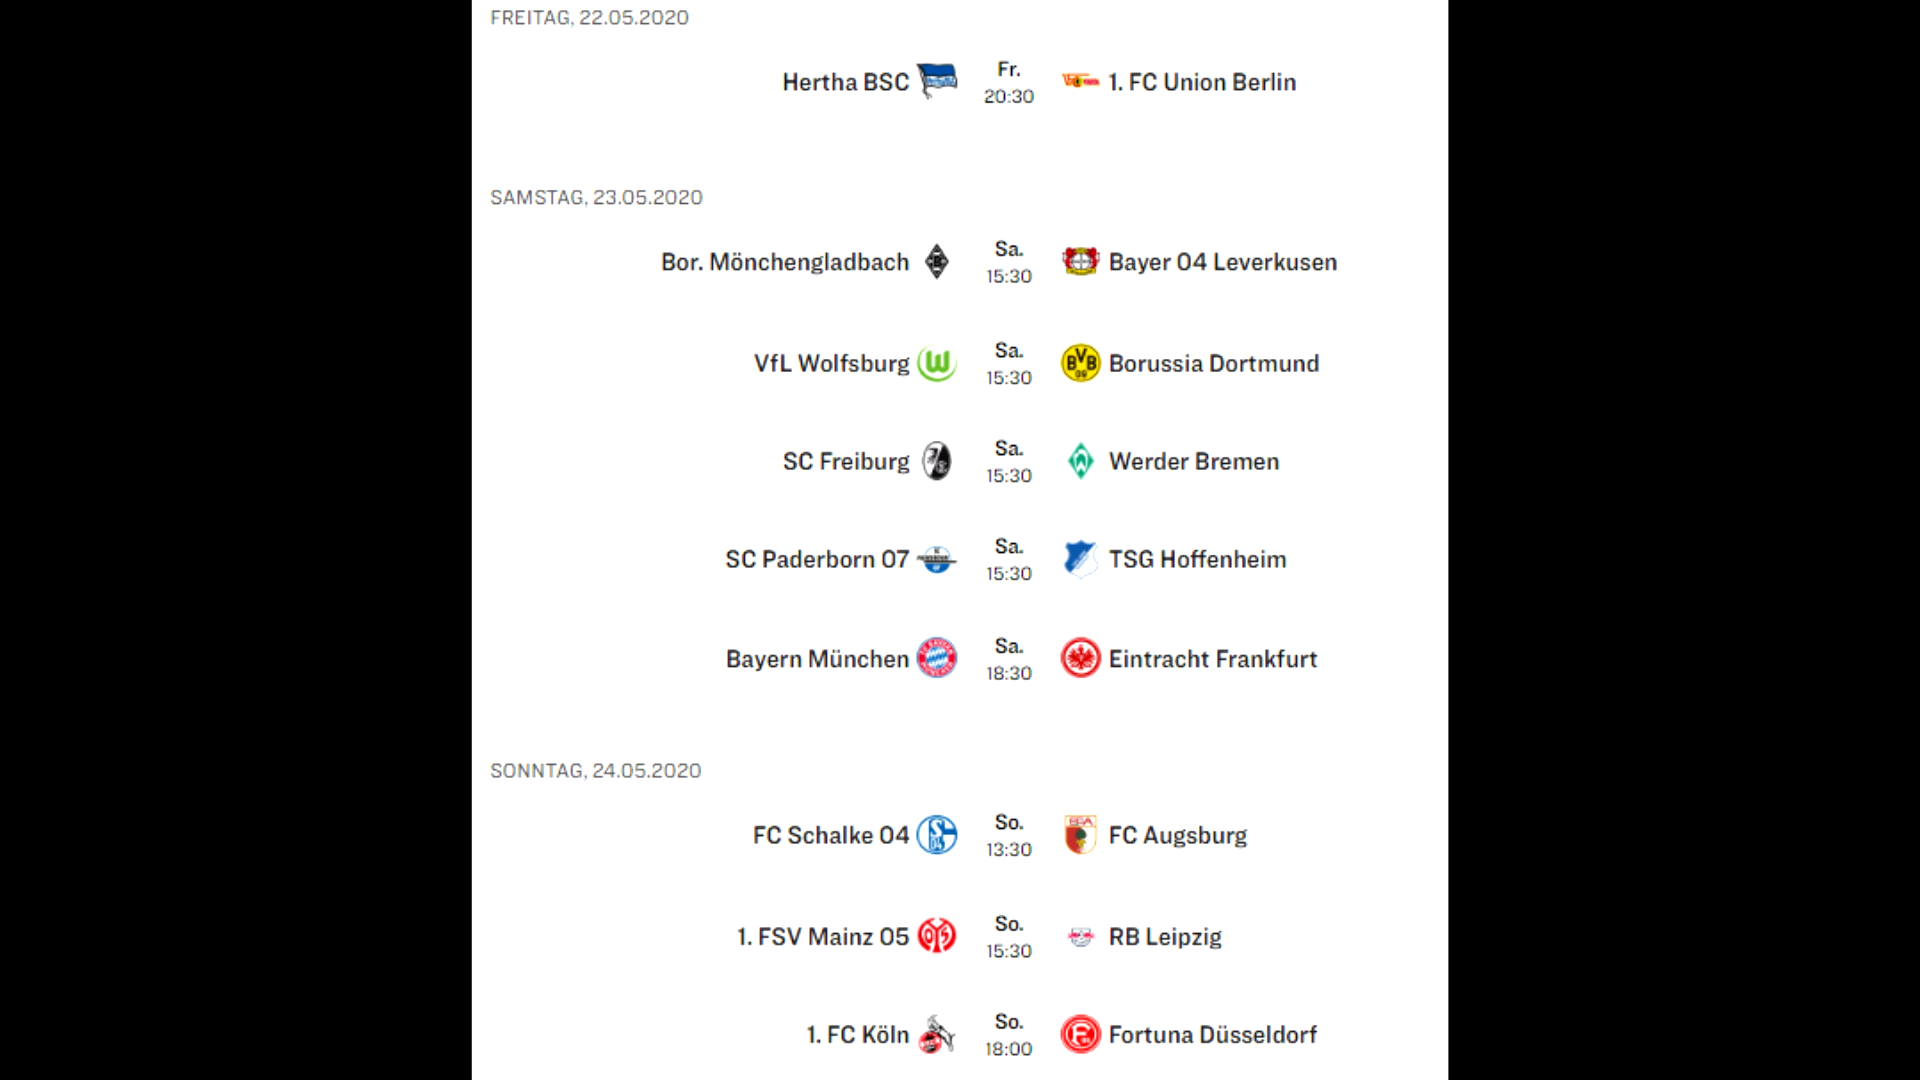 FREITAG, 22.05.2020
Hertha BSC Fr. 20:30 1. FC Union Berlin
SAMSTAG, 23.05.2020
Bor. Mönchengladbach Sa. 15:30 Bayer 04 Leverkusen
VfL Wolfsburg Sa. 15:30 BVB 09 Borussia Dortmund
SC Freiburg Sa. 15:30 Werder Bremen
SC Paderborn 07 Sa. 15:30 TSG Hoffenheim
Bayern München Sa. 18:30 Eintracht Frankfurt
SONNTAG, 24.05.2020
FC Schalke 04 So. 13:30 FC Augsburg
1. FSV Mainz 05 So. 15:30 RB Leipzig
1. FC Köln So. 18:00 Fortuna Düsseldorf